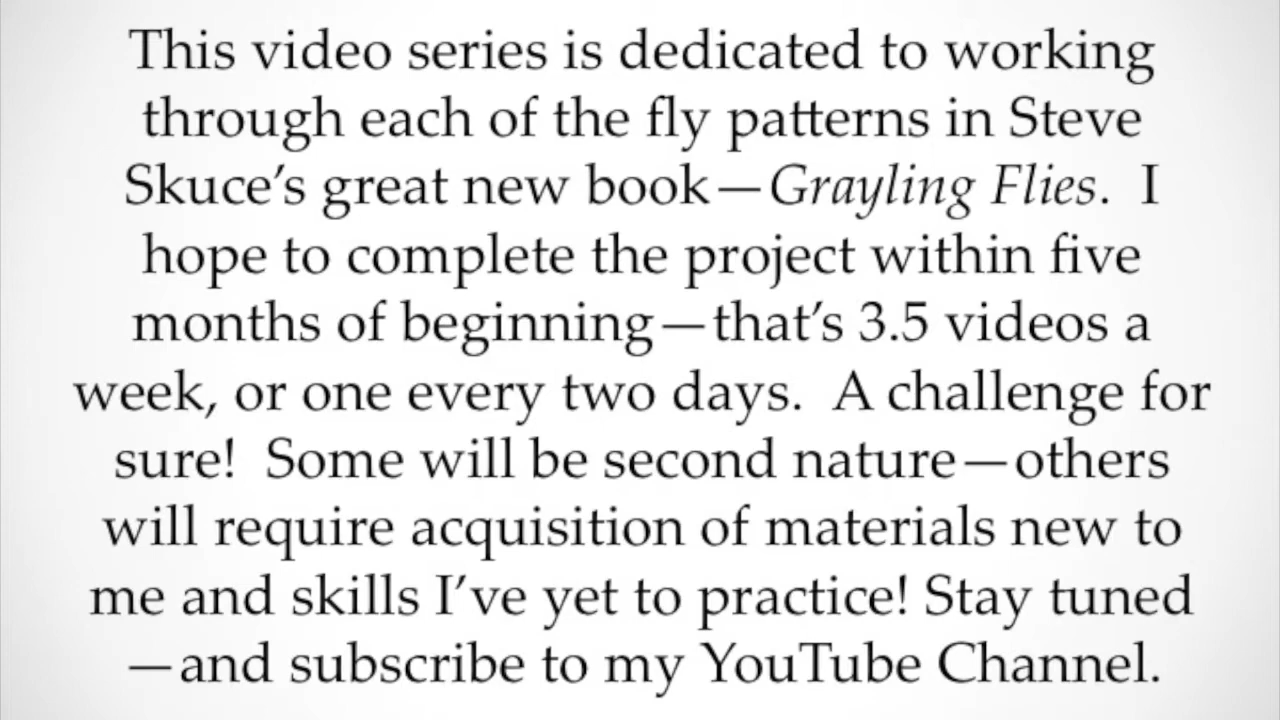 This video series is dedicated to working
through each of the fly patterns in Steve
Skuce’s great new book—Grayling Flies.  I
hope to complete the project within five
months of beginning—that’s 3.5 videos a
week, or one every two days.  A challenge for
sure!  Some will be second nature—others
will require acquisition of materials new to
me and skills I’ve yet to practice! Stay tuned
—and subscribe to my YouTube Channel.